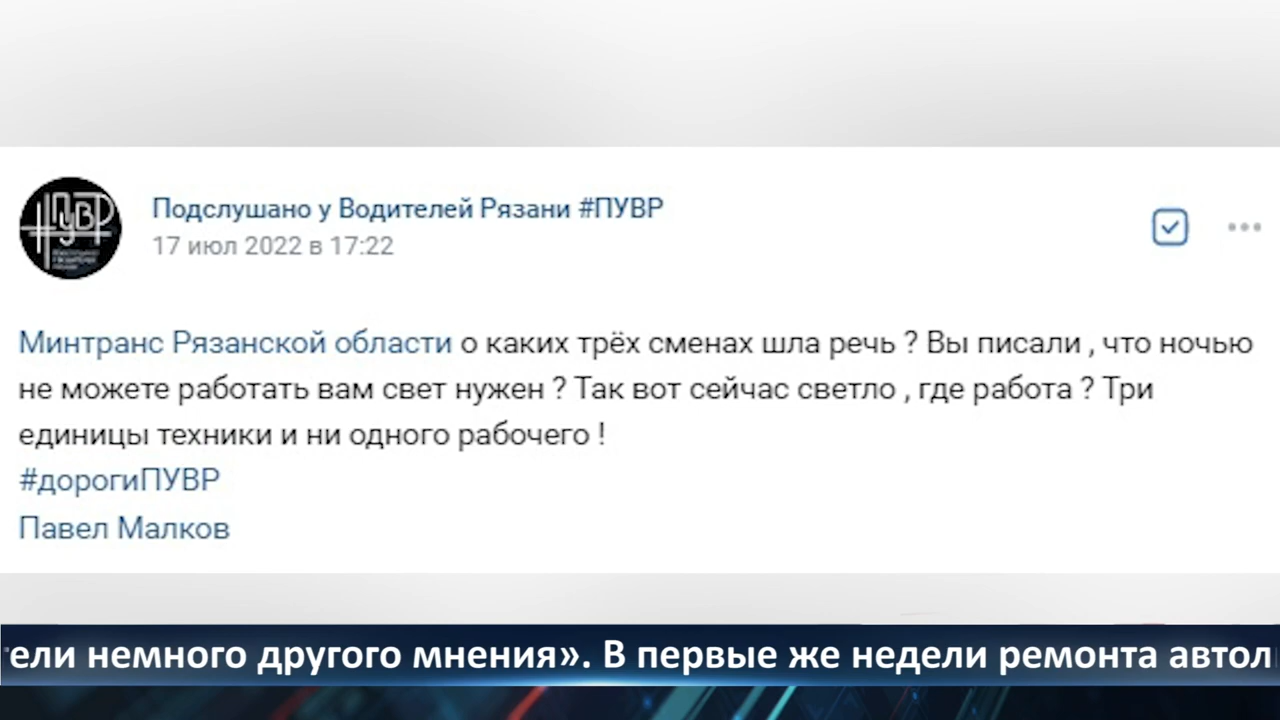 Подслушано у Водителей Рязани #ПУВР
17 июл 2022 в 17:22
Минтранс Рязанской области о каких трёх сменах шла речь ? Вы писали , что ночью
не можете работать вам свет нужен ? Так вот сейчас светло , где работа ? Три
единицы техники и ни одного рабочего !
#дорогиПУВР
Павел Малков
ели немного другого мнения». В первые же недели ремонта автол